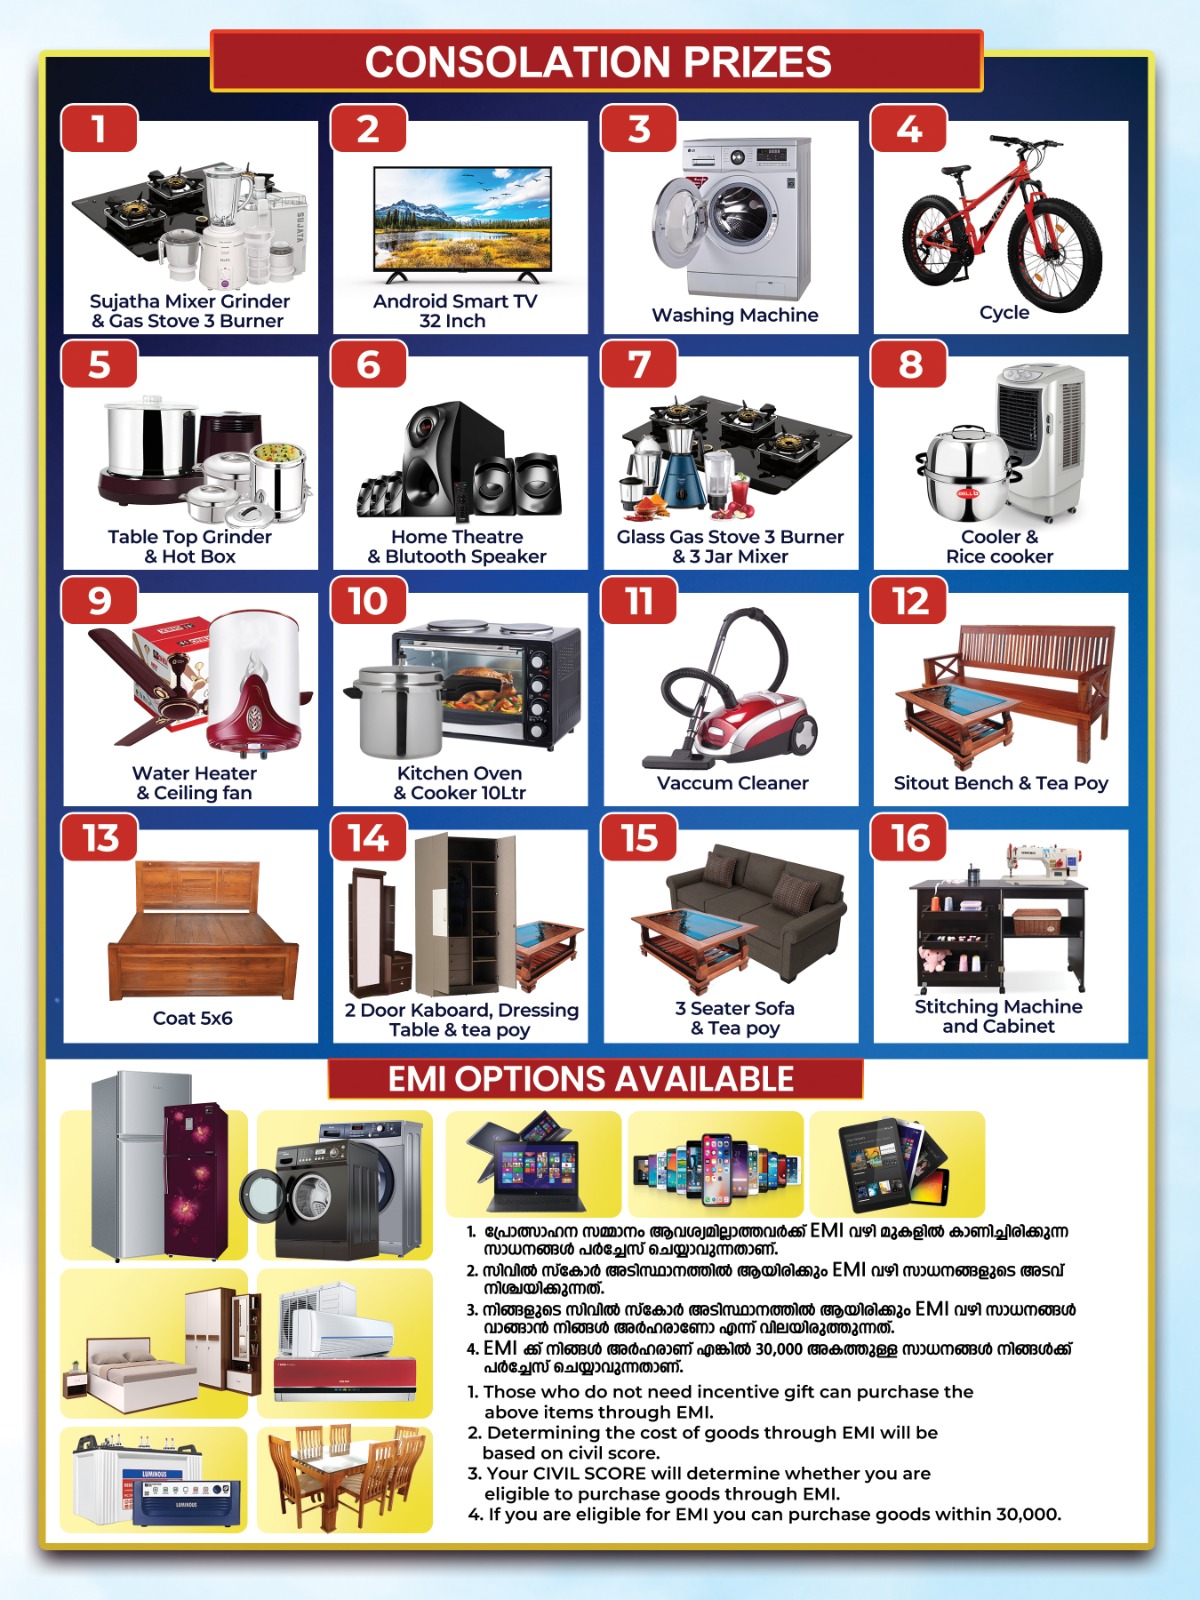 CONSOLATION PRIZES
1
SUJATA
Sujatha Mixer Grinder
& Gas Stove 3 Burner
2
Android Smart TV
32 Inch
3
LG
Washing Machine
4
Cycle
5
Table Top Grinder
& Hot Box
6
Home Theatre
& Blutooth Speaker
7
Glass Gas Stove 3 Burner
& 3 Jar Mixer
8
Cooler &
Rice cooker
9
Water Heater
& Ceiling fan
10
Kitchen Oven
& Cooker 10Ltr
11
Vaccum Cleaner
12
Sitout Bench & Tea Poy
13
Coat 5x6
14
2 Door Kaboard, Dressing
Table & tea poy
15
3 Seater Sofa
& Tea poy
16
Stitching Machine
and Cabinet
EMI OPTIONS AVAILABLE
1. പ്രോത്സാഹന സമ്മാനം ആവശ്യമില്ലാത്തവർക്ക് EMI വഴി മുകളിൽ കാണിച്ചിരിക്കുന്ന
സാധനങ്ങൾ പർച്ചേസ് ചെയ്യാവുന്നതാണ്.
2. സിവിൽ സ്കോർ അടിസ്ഥാനത്തിൽ ആയിരിക്കും EMI വഴി സാധനങ്ങളുടെ അടവ്
നിശ്ചയിക്കുന്നത്.
3. നിങ്ങളുടെ സിവിൽ സ്കോർ അടിസ്ഥാനത്തിൽ ആയിരിക്കും EMI വഴി സാധനങ്ങൾ
വാങ്ങാൻ നിങ്ങൾ അർഹരാണോ എന്ന് വിലയിരുത്തുന്നത്.
4. EMI ക്ക് നിങ്ങൾ അർഹരാണ് എങ്കിൽ 30,000 അകത്തുള്ള സാധനങ്ങൾ നിങ്ങൾക്ക്
പർച്ചേസ് ചെയ്യാവുന്നതാണ്.
1. Those who do not need incentive gift can purchase the
above items through EMI.
2. Determining the cost of goods through EMI will be
based on civil score.
3. Your CIVIL SCORE will determine whether you are
eligible to purchase goods through EMI.
4. If you are eligible for EMI you can purchase goods within 30,000.
LUMINOUS
LUMINOUS